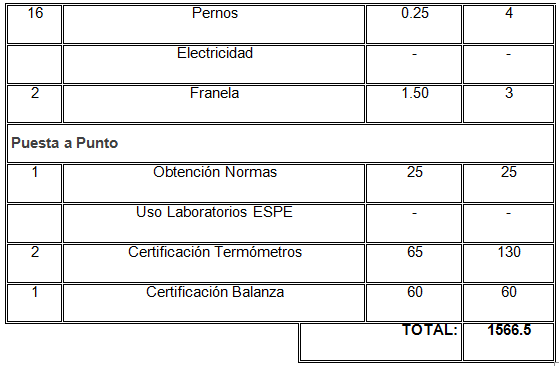 16 Pernos 0.25 4
Electricidad - -
2 Franela 1.50 3
Puesta a Punto
1 Obtención Normas 25 25
Uso Laboratorios ESPE - -
2 Certificación Termómetros 65 130
1 Certificación Balanza 60 60
TOTAL: 1566.5